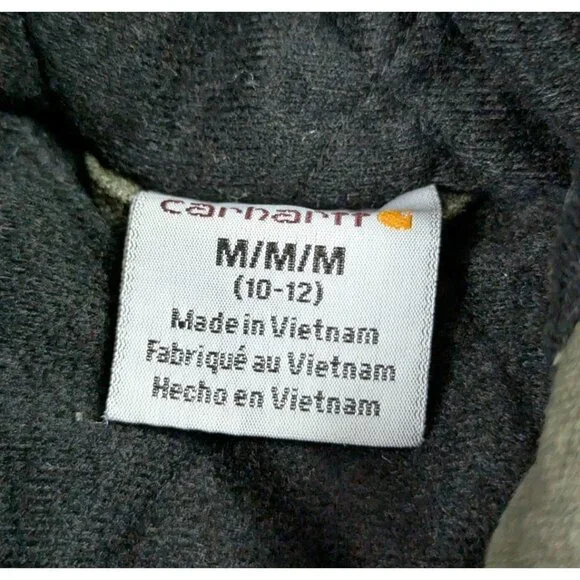 carhartt
M/M/M
(10-12)
Made in Vietnam
Fabriqué au Vietnam
Hecho en Vietnam